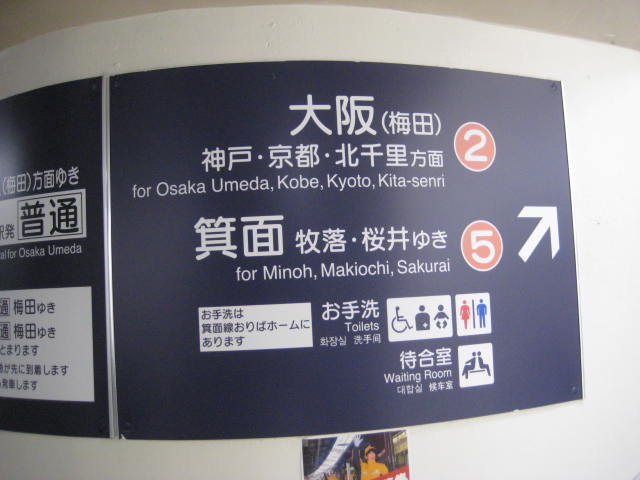 (梅田)方面ゆき
駅発 普通
for Osaka Umeda
通 梅田ゆき
通 梅田ゆき
とまります
急が先に到着します
発車します
大阪(梅田)
神戸・京都・北千里方面
2
for Osaka Umeda, Kobe, Kyoto, Kita-senri
箕面 牧落・桜井ゆき
5
for Minoh, Makiochi, Sakurai
お手洗は
箕面線おりばホームに
あります
お手洗
Toilets
화장실 洗手间
待合室
Waiting Room
대합실 候车室